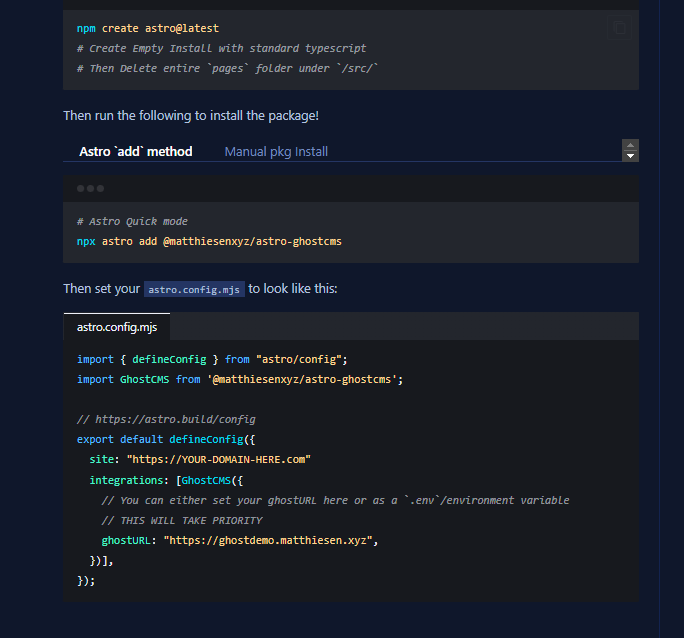 npm create astro@latest
# Create Empty Install with standard typescript
# Then Delete entire `pages` folder under `/src/`
Then run the following to install the package!
Astro `add` method
Manual pkg Install
# Astro Quick mode
npx astro add @matthiesenxyz/astro-ghostcms
Then set your astro.config.mjs to look like this:
astro.config.mjs
import { defineConfig } from "astro/config";
import GhostCMS from '@matthiesenxyz/astro-ghostcms';
// https://astro.build/config
export default defineConfig({
site: "https://YOUR-DOMAIN-HERE.com"
integrations: [GhostCMS({
// You can either set your ghostURL here or as a `.env`/environment variable
// THIS WILL TAKE PRIORITY
ghostURL: "https://ghostdemo.matthiesen.xyz",
})],
});